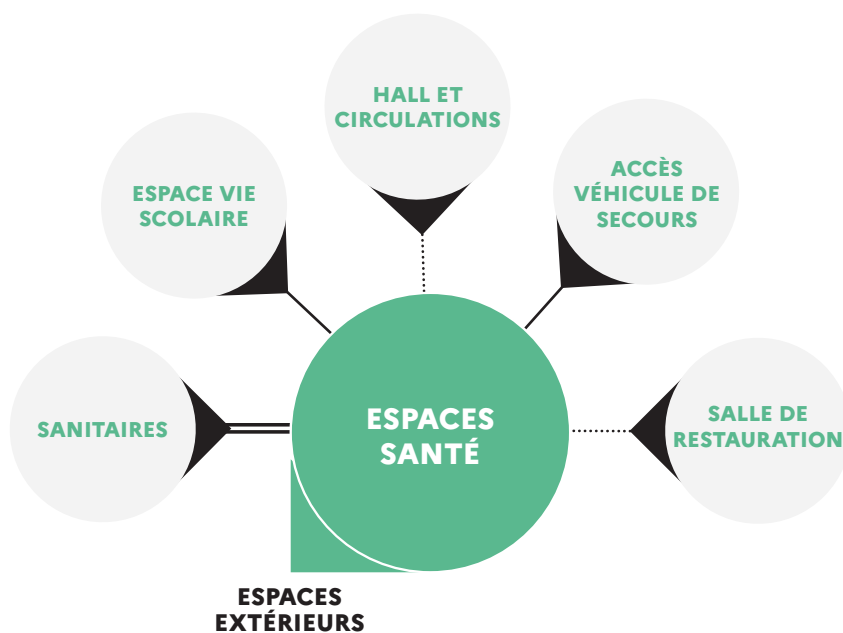 HALL ET
CIRCULATIONS
ESPACE VIE
SCOLAIRE
ACCÈS
VÉHICULE DE
SECOURS
SANITAIRES
ESPACES
SANTÉ
SALLE DE
RESTAURATION
ESPACES
EXTÉRIEURS